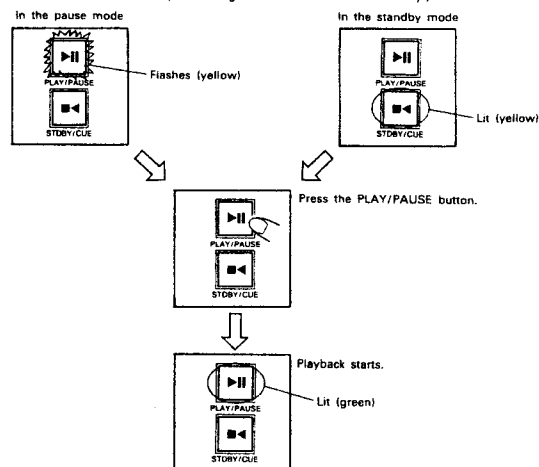 In the pause mode
In the standby mode
Flashes (yellow)
PLAY/PAUSE
STDBY/CUE
PLAY/PAUSE
STDBY/CUE
Lit (yellow)
Press the PLAY/PAUSE button.
PLAY/PAUSE
STDBY/CUE
Playback starts.
PLAY/PAUSE
Lit (green)
STDBY/CUE